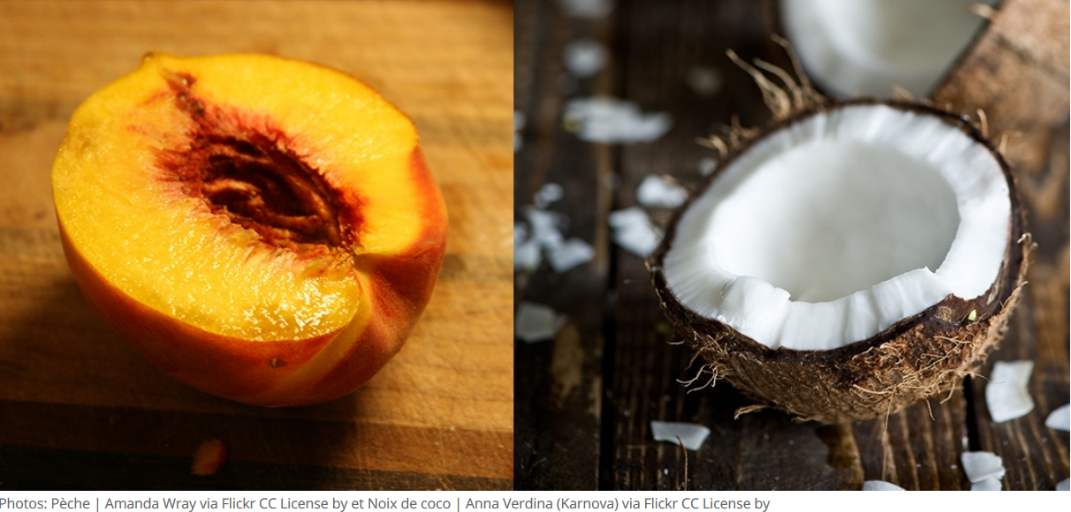 Photos: Pèche | Amanda Wray via Flickr CC License by et Noix de coco | Anna Verdina (Karnova) via Flickr CC License by